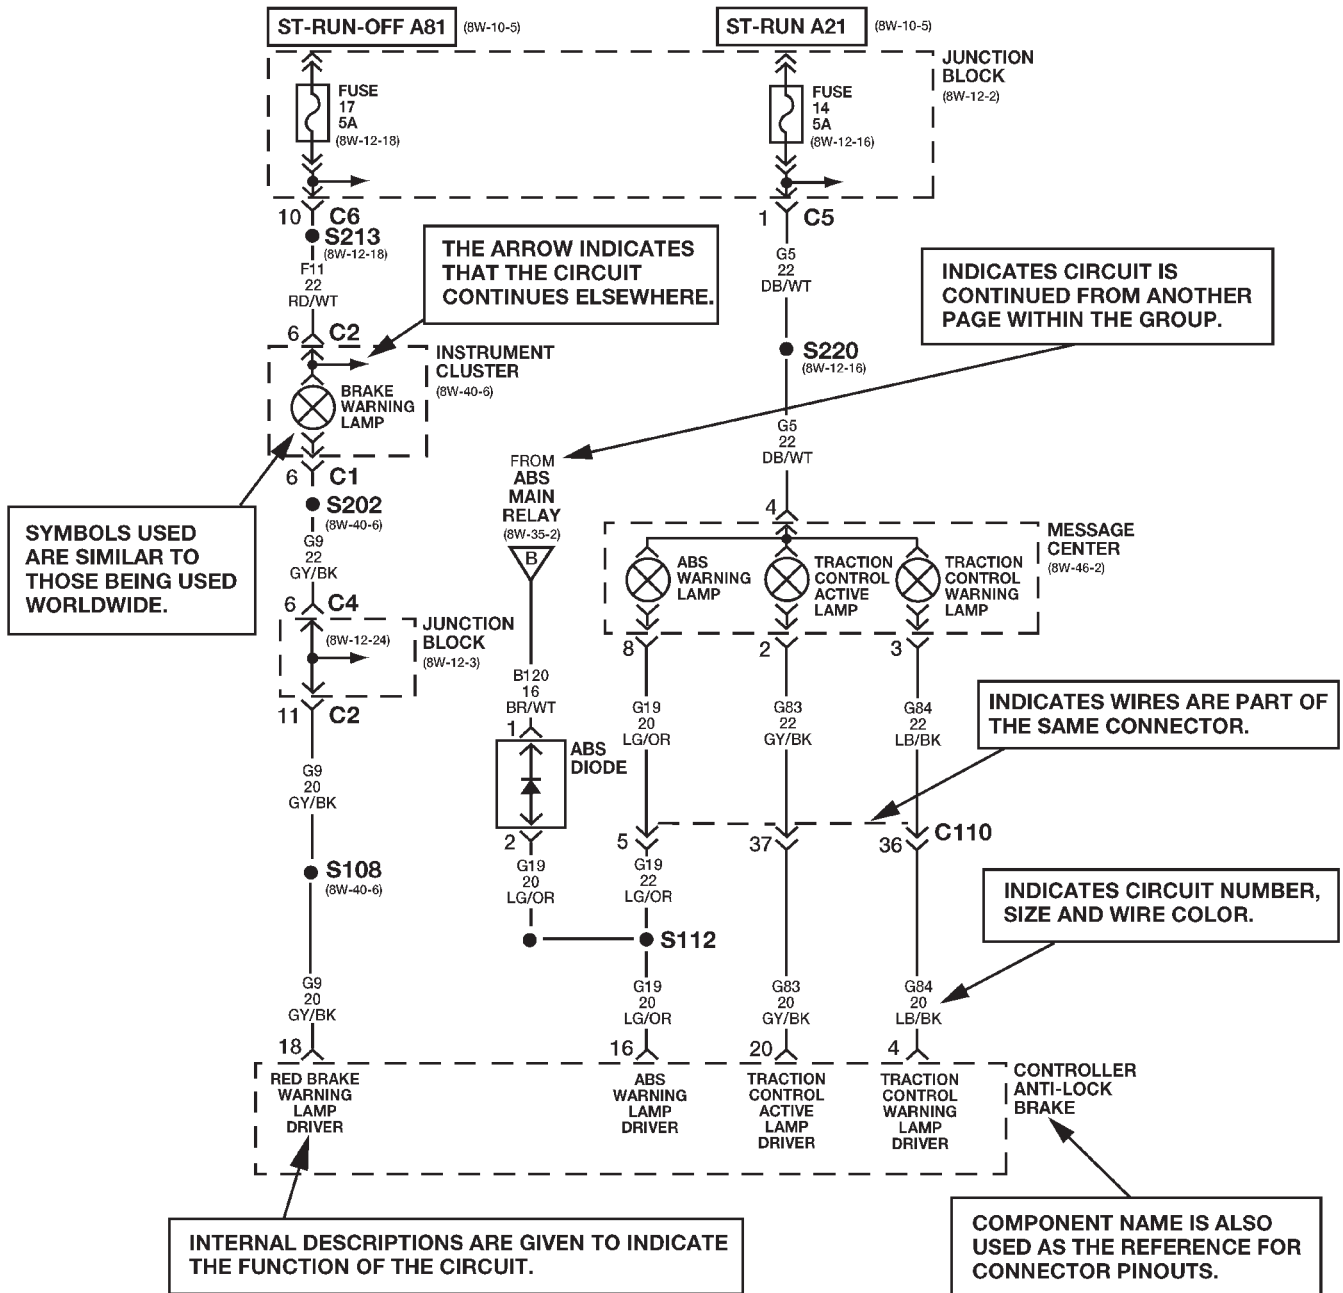 ST-RUN-OFF A81 (8W-10-5)
ST-RUN A21 (8W-10-5)
JUNCTION
BLOCK
(8W-12-2)
FUSE
17
5A
(8W-12-18)
FUSE
14
5A
(8W-12-16)
10 C6
S213
(8W-12-18)
F11
22
RD/WT
6 C2
1 C5
G5
22
DB/WT
THE ARROW INDICATES
THAT THE CIRCUIT
CONTINUES ELSEWHERE.
INDICATES CIRCUIT IS
CONTINUED FROM ANOTHER
PAGE WITHIN THE GROUP.
INSTRUMENT
CLUSTER
(8W-40-6)
BRAKE
WARNING
LAMP
S220
(8W-12-16)
G5
22
DB/WT
4
6 C1
S202
(8W-40-6)
G9
22
GY/BK
6 C4
SYMBOLS USED
ARE SIMILAR TO
THOSE BEING USED
WORLDWIDE.
FROM
ABS
MAIN
RELAY
(8W-35-2)
B
MESSAGE
CENTER
(8W-46-2)
ABS
WARNING
LAMP
TRACTION
CONTROL
ACTIVE
LAMP
TRACTION
CONTROL
WARNING
LAMP
8 2 3
(8W-12-24)
JUNCTION
BLOCK
(8W-12-3)
11 C2
B120
16
BR/WT
1
ABS
DIODE
2
G19
20
LG/OR
G83
22
GY/BK
G84
22
LB/BK
INDICATES WIRES ARE PART OF
THE SAME CONNECTOR.
G9
20
GY/BK
5 37 36 C110
G19
20
LG/OR
G19
22
LG/OR
S108
(8W-40-6)
INDICATES CIRCUIT NUMBER,
SIZE AND WIRE COLOR.
S112
G9
20
GY/BK
G19
20
LG/OR
G83
20
GY/BK
G84
20
LB/BK
18 16 20 4
RED BRAKE
WARNING
LAMP
DRIVER
ABS
WARNING
LAMP
DRIVER
TRACTION
CONTROL
ACTIVE
LAMP
DRIVER
TRACTION
CONTROL
WARNING
LAMP
DRIVER
CONTROLLER
ANTI-LOCK
BRAKE
INTERNAL DESCRIPTIONS ARE GIVEN TO INDICATE
THE FUNCTION OF THE CIRCUIT.
COMPONENT NAME IS ALSO
USED AS THE REFERENCE FOR
CONNECTOR PINOUTS.